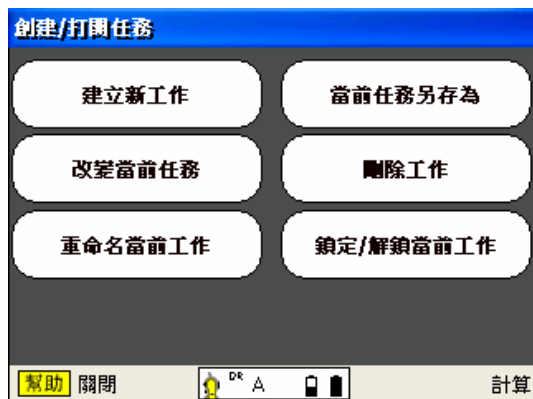 創建/打開任務
建立新工作
當前任務另存為
改變當前任務
刪除工作
重命名當前工作
鎖定/解鎖當前工作
幫助 關閉 DR A 計算